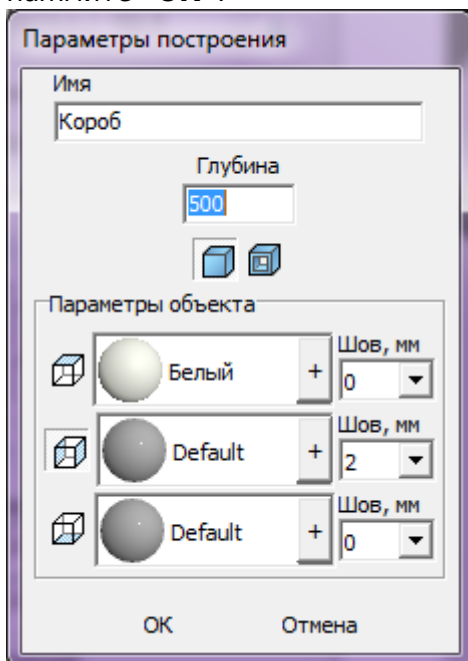 Параметры построения
Имя
Короб
Глубина
500
Параметры объекта
Белый
+
Шов, мм
0
Default
+
Шов, мм
2
Default
+
Шов, мм
0
ОК
Отмена